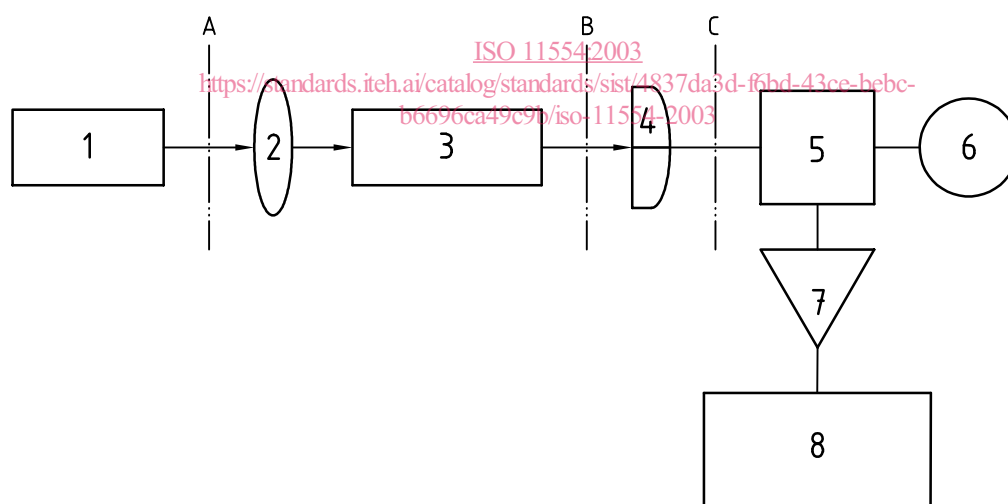 A
B
C
ISO 11554:2003
https://standards.iteh.ai/catalog/standards/sist/4837da3d-f6bd-43ce-bebc-
b6696ca49c9b/iso-11554-2003
1
2
3
4
5
6
7
8